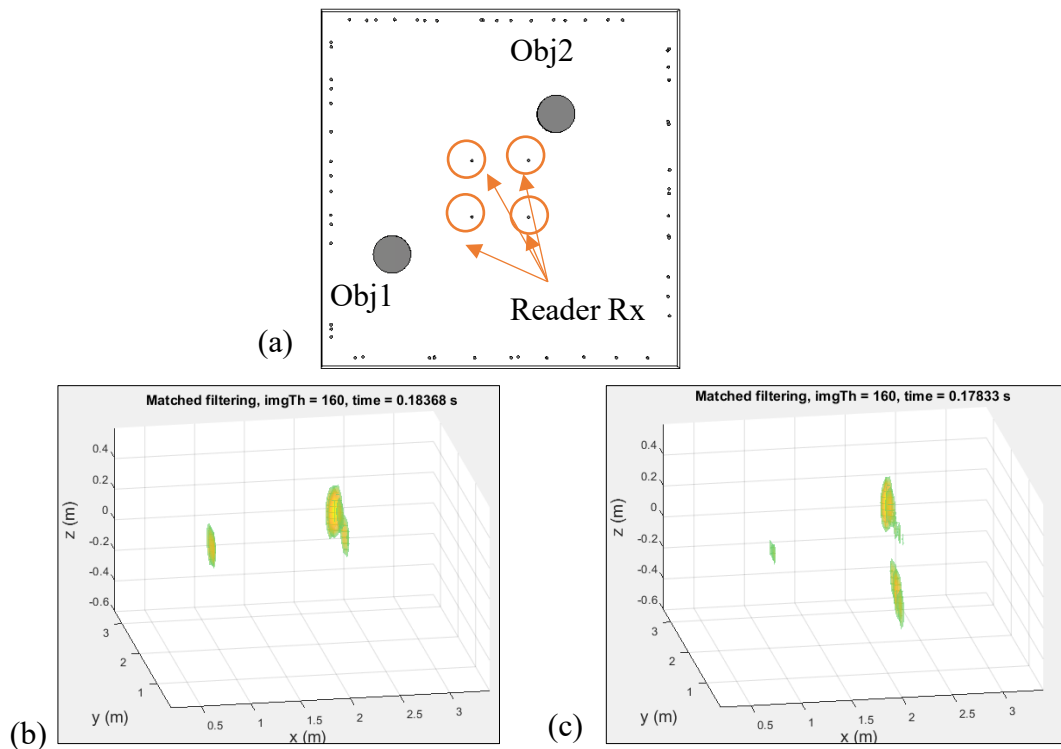 Obj2
Obj1
Reader Rx
(a)
Matched filtering, imgTh = 160, time = 0.18368 s
0.4
0.2
0
-0.2
-0.4
-0.6
z (m)
3
2
1
y (m)
0.5
1
1.5
2
2.5
3
x (m)
(b)
Matched filtering, imgTh = 160, time = 0.17833 s
0.4
0.2
0
-0.2
-0.4
-0.6
z (m)
3
2
1
y (m)
0.5
1
1.5
2
2.5
3
x (m)
(c)